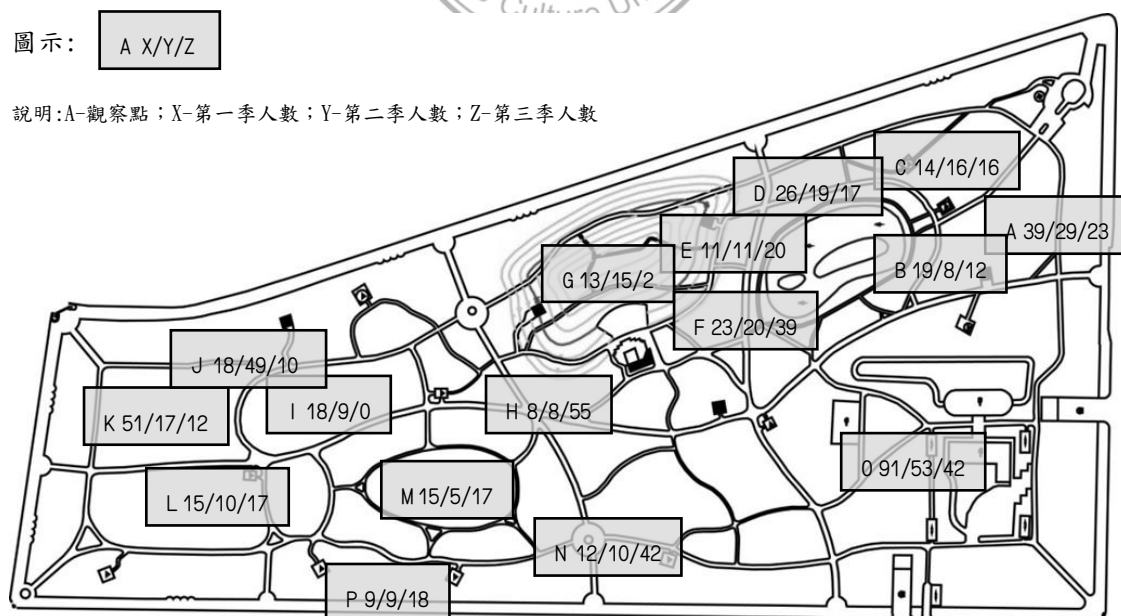 Culture Un
圖示:
A X/Y/Z
說明:A-觀察點；X-第一季人數；Y-第二季人數；Z-第三季人數
C 14/16/16
D 26/19/17
A 39/29/23
E 11/11/20
B 19/8/12
G 13/15/2
F 23/20/39
J 18/49/10
I 18/9/0
H 8/8/55
K 51/17/12
O 91/53/42
L 15/10/17
M 15/5/17
N 12/10/42
P 9/9/18